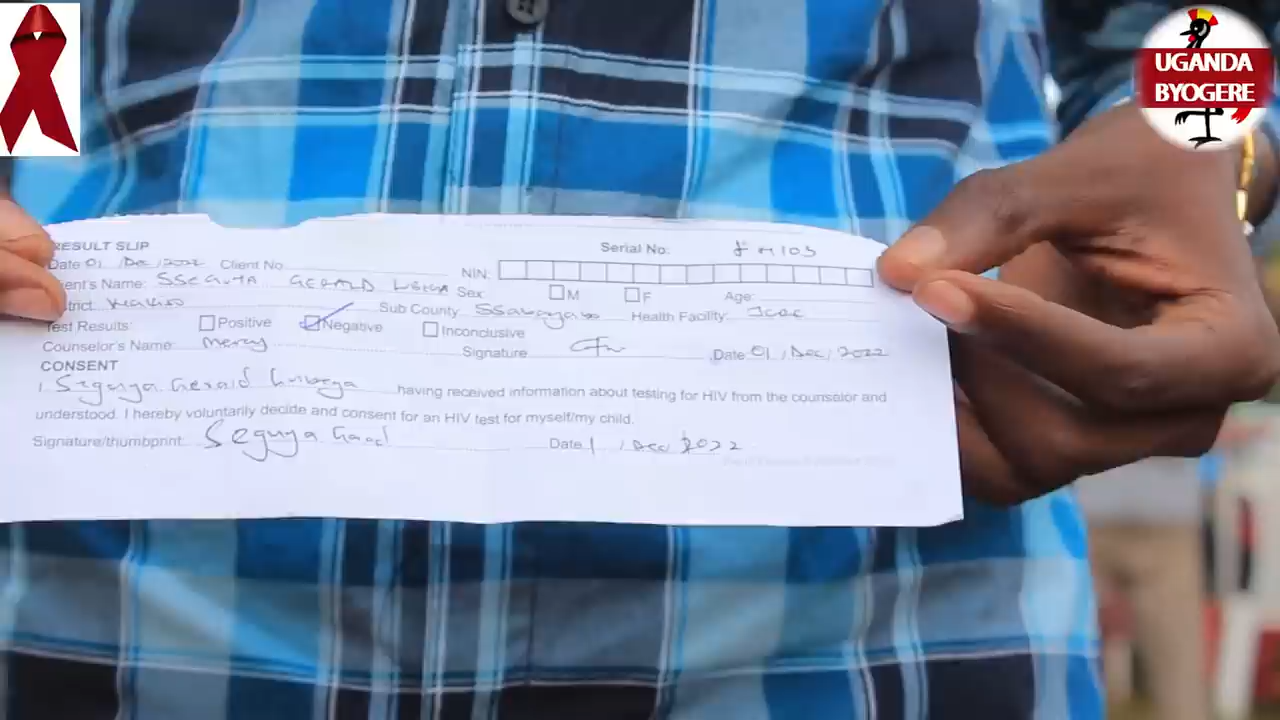 UGANDA
BYOGERE
RESULT SLIP Serial No:
Date 01 /Dec /2022 Client No NIN:
Client's Name: SSEGUYA GERALD Sex M F Age:
District Sub County Health Facility:
Test Results: Positive Negative Inconclusive
Counselor's Name: Mercy Signature Date 01 /Dec /2022
CONSENT
I Seguya Gerald having received information about testing for HIV from the counselor and
understood. I hereby voluntarily decide and consent for an HIV test for myself/my child.
Signature/thumbprint: Seguya Date 1 /Dec/2022